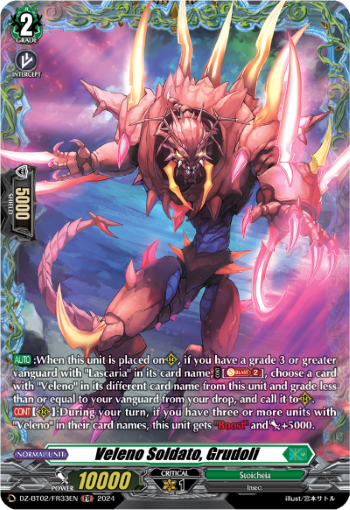 2
GRADE
INTERCEPT
5000
SHIELD
AUTO:When this unit is placed on R, if you have a grade 3 or greater
vanguard with "Lascaria" in its card name,[SOUL BLAST 2], choose a card
with "Veleno" in its different card name from this unit and grade less
than or equal to your vanguard from your drop, and call it to R.
CONT[R]:During your turn, if you have three or more units with
"Veleno" in their card names, this unit gets "Boost" and +5000.
NORMAL UNIT
Veleno Soldato, Grudoli
POWER 10000
CRITICAL
1
Stoicheia
Insect
DZ-BT02/FR33EN FR 2024
illust/宮本サトル